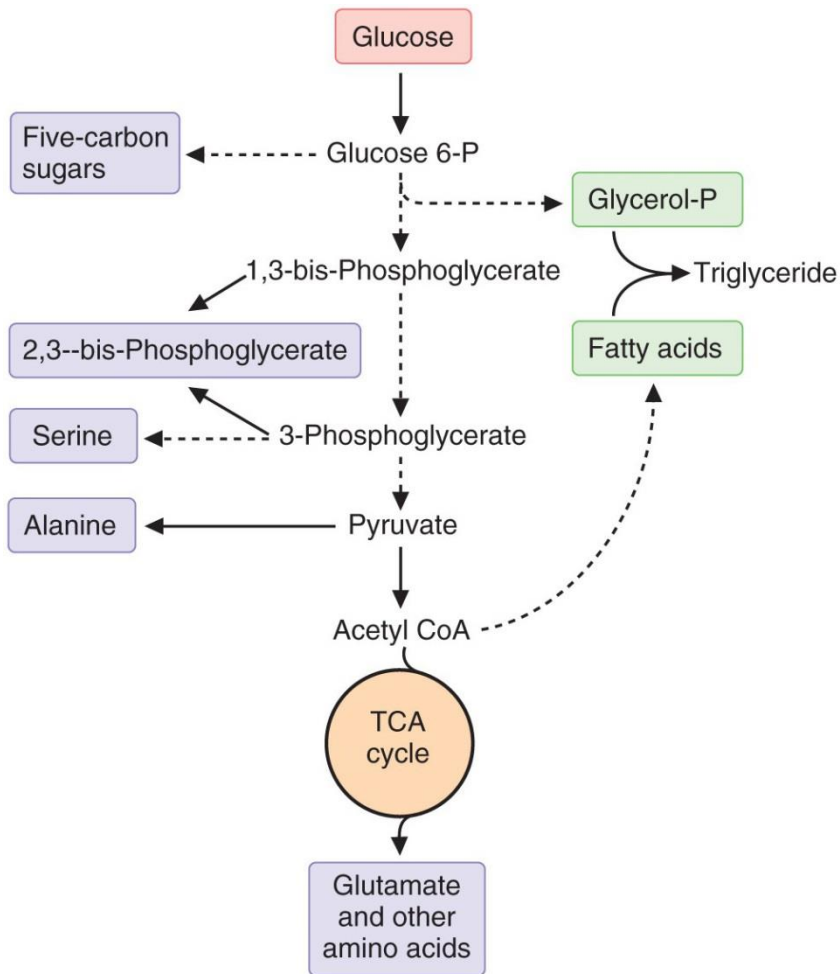 Glucose
Five-carbon
sugars
Glucose 6-P
Glycerol-P
1,3-bis-Phosphoglycerate
Triglyceride
2,3--bis-Phosphoglycerate
Fatty acids
Serine
3-Phosphoglycerate
Alanine
Pyruvate
Acetyl CoA
TCA
cycle
Glutamate
and other
amino acids